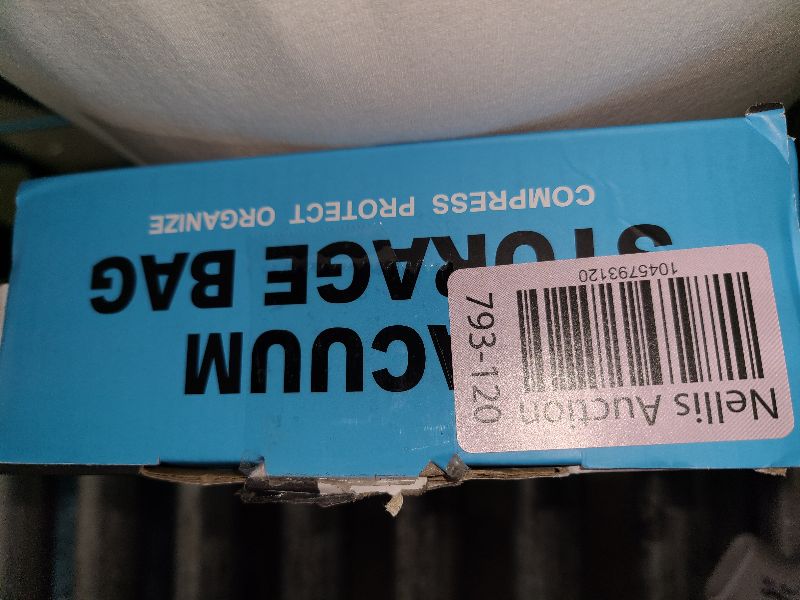 VACUUM
STORAGE BAG
COMPRESS PROTECT ORGANIZE
Nellis Auction
1045793120
793-120